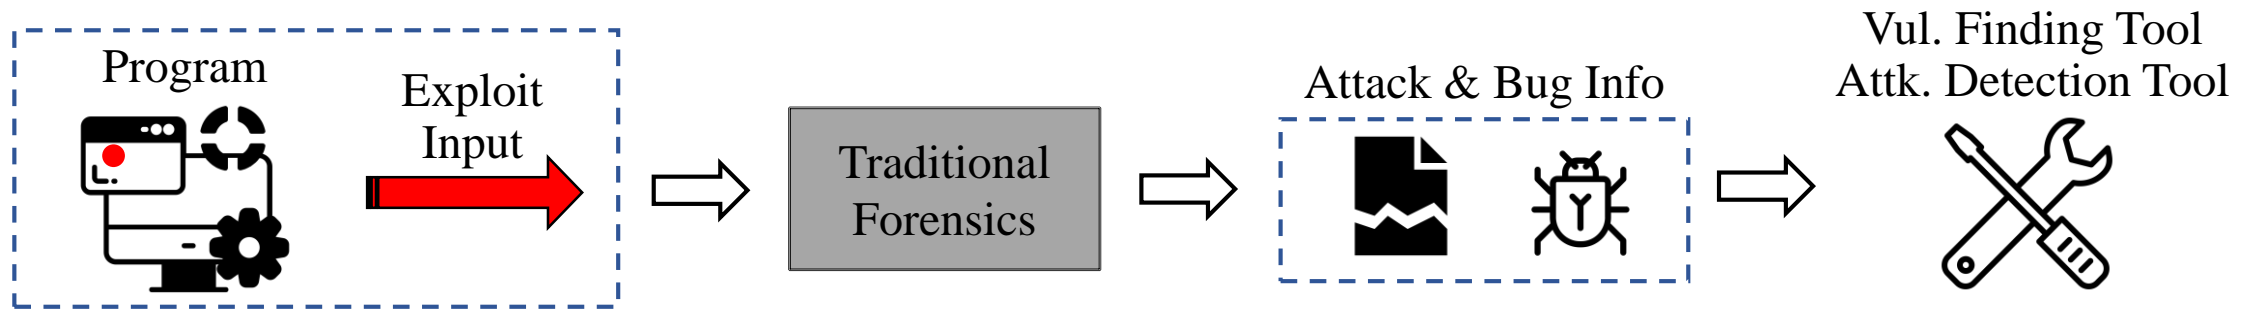 Program
Exploit
Input
Traditional
Forensics
Attack & Bug Info
Vul. Finding Tool
Attk. Detection Tool